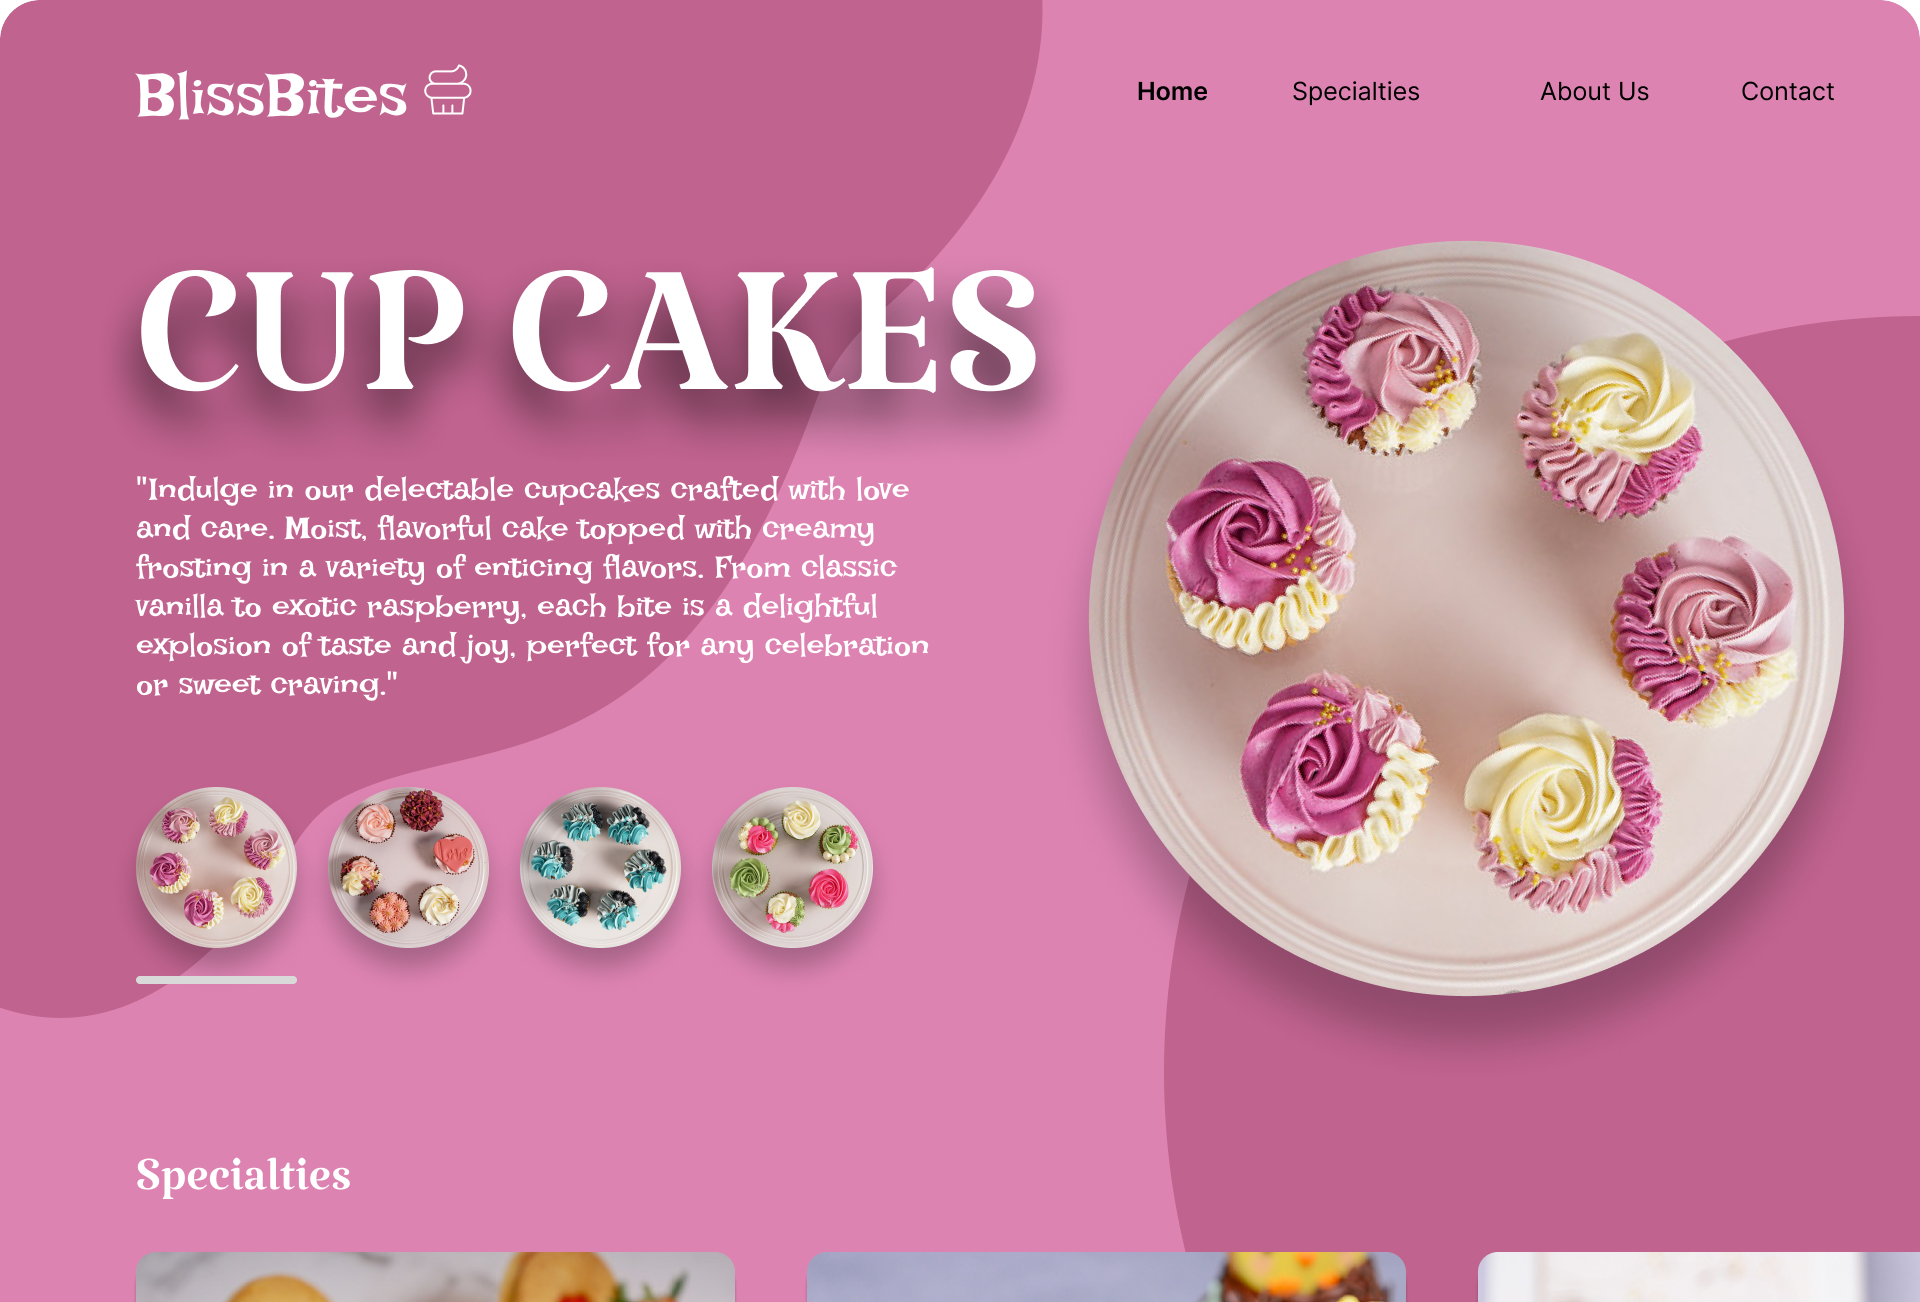 BlissBites
Home
Specialties
About Us
Contact
CUP CAKES
"Indulge in our delectable cupcakes crafted with love
and care. Moist, flavorful cake topped with creamy
frosting in a variety of enticing flavors. From classic
vanilla to exotic raspberry, each bite is a delightful
explosion of taste and joy, perfect for any celebration
or sweet craving."
Specialties